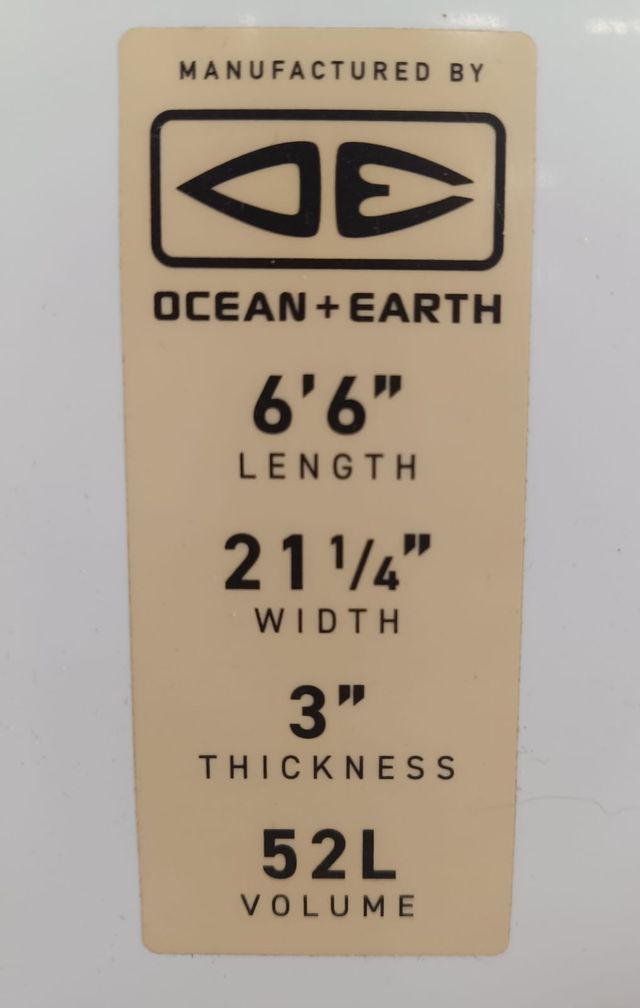 MANUFACTURED BY
OCEAN+EARTH
6'6"
LENGTH
21 1/4"
WIDTH
3"
THICKNESS
52L
VOLUME